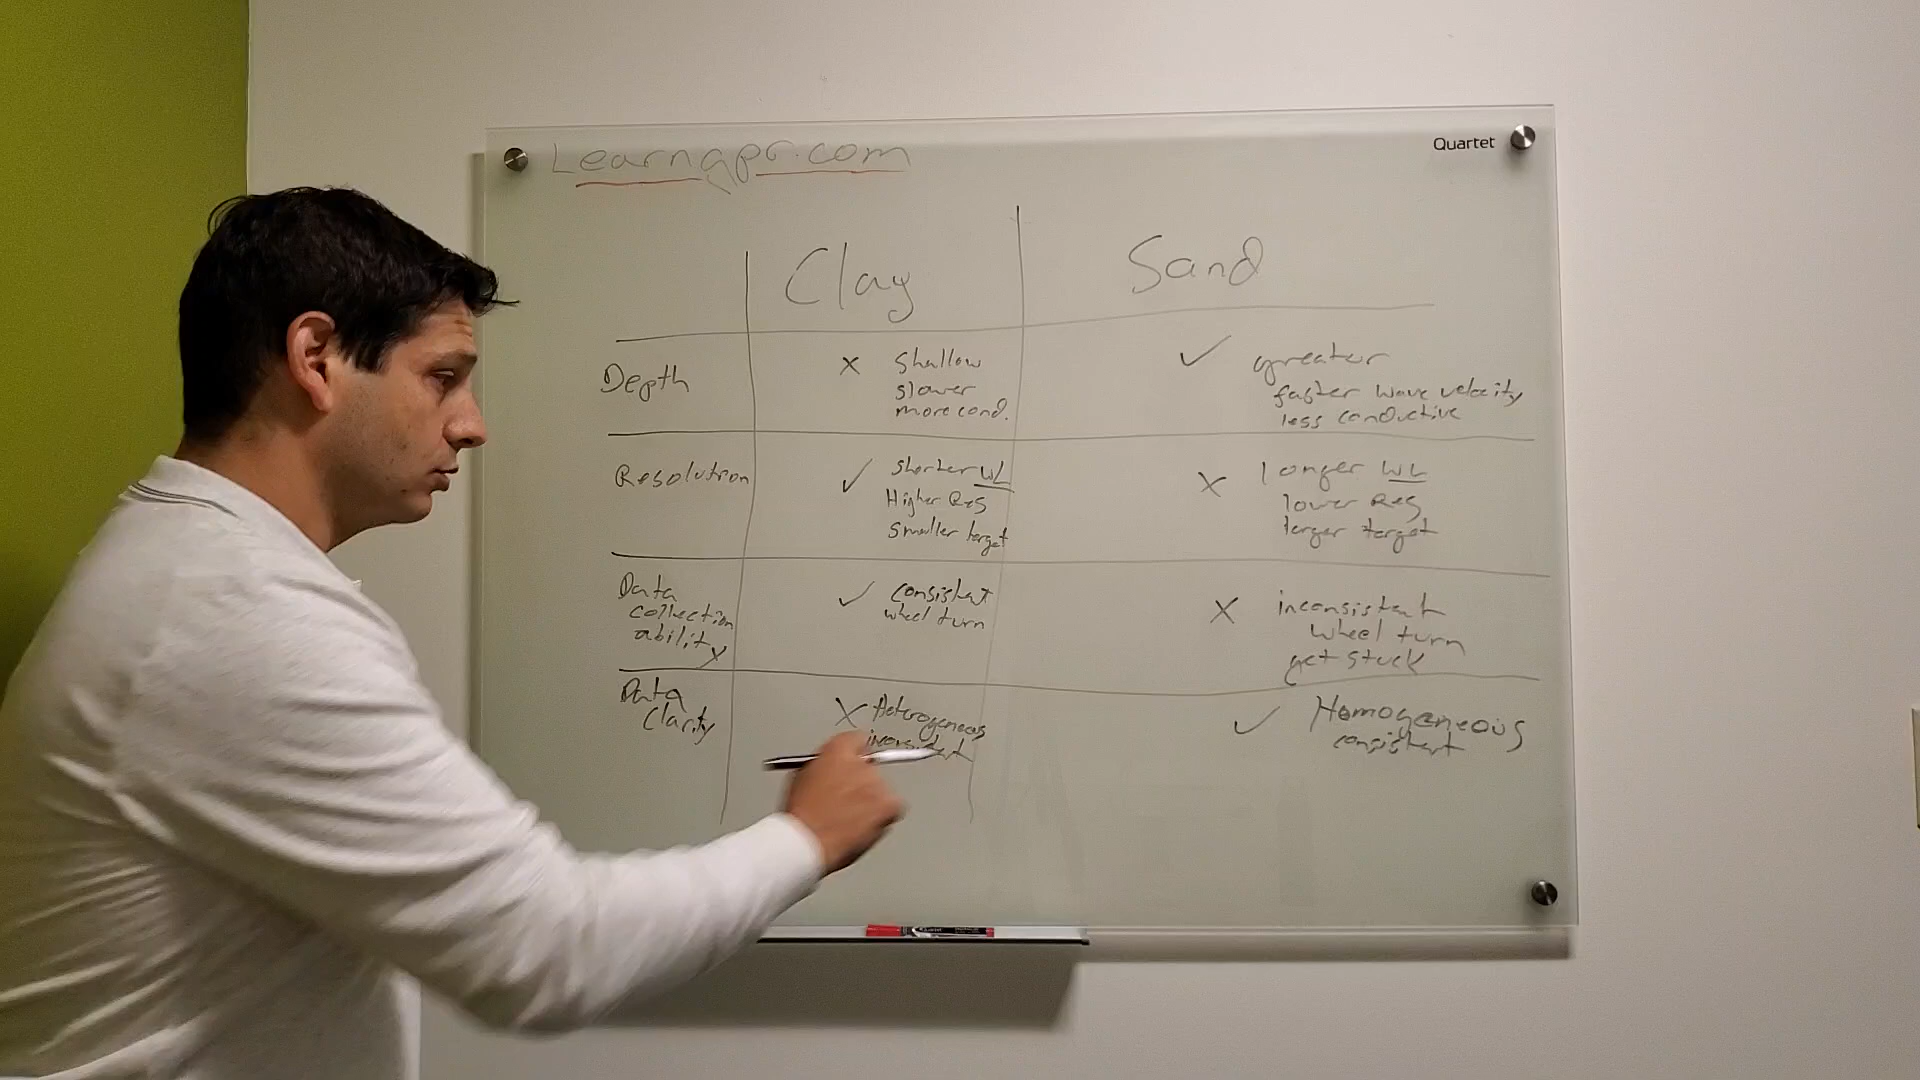 Learngpr.com
Quartet
Clay
Sand
Depth
x shallow
slower
more cond.
✓ greater
faster wave velocity
less conductive
Resolution
✓ shorter WL
Higher Res
smaller target
x longer WL
lower Res
larger target
Data
collection
ability
✓ consistent
wheel turn
x inconsistent
wheel turn
get stuck
Data
Clarity
x Heterogeneous
inconsistent
✓ Homogeneous
consistent